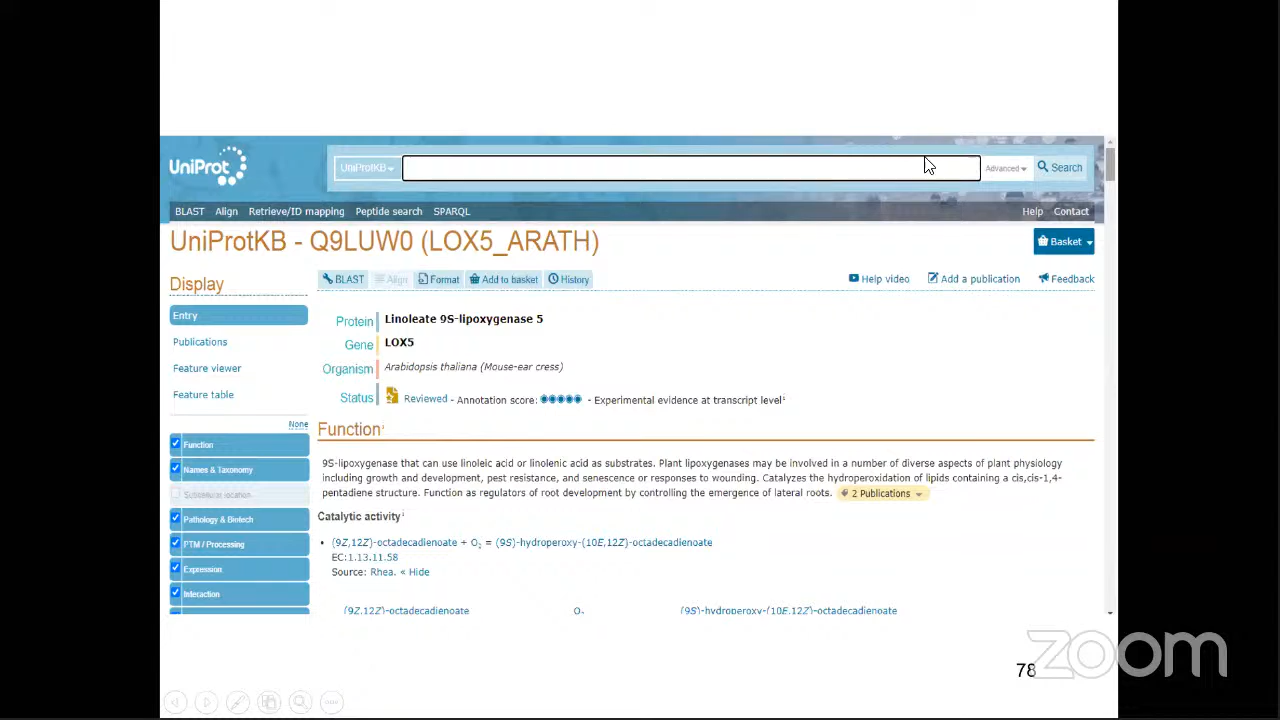 UniProt
UniProtKB
Advanced
Search
BLAST Align Retrieve/ID mapping Peptide search SPARQL Help Contact
UniProtKB - Q9LUW0 (LOX5_ARATH)
Basket
Display
BLAST Align Format Add to basket History Help video Add a publication Feedback
Entry
Protein Linoleate 9S-lipoxygenase 5
Publications
Gene LOX5
Feature viewer
Organism Arabidopsis thaliana (Mouse-ear cress)
Feature table
Status Reviewed - Annotation score: - Experimental evidence at transcript levelⁱ
None
Functionⁱ
Function
Names & Taxonomy
Subcellular location
Pathology & Biotech
PTM / Processing
Expression
Interaction
9S-lipoxygenase that can use linoleic acid or linolenic acid as substrates. Plant lipoxygenases may be involved in a number of diverse aspects of plant physiology
including growth and development, pest resistance, and senescence or responses to wounding. Catalyzes the hydroperoxidation of lipids containing a cis,cis-1,4-
pentadiene structure. Function as regulators of root development by controlling the emergence of lateral roots. 2 Publications
Catalytic activityⁱ
• (9Z,12Z)-octadecadienoate + O₂ = (9S)-hydroperoxy-(10E,12Z)-octadecadienoate
EC:1.13.11.58
Source: Rhea. « Hide
(9Z,12Z)-octadecadienoate O₂ (9S)-hydroperoxy-(10E,12Z)-octadecadienoate
78
zoom